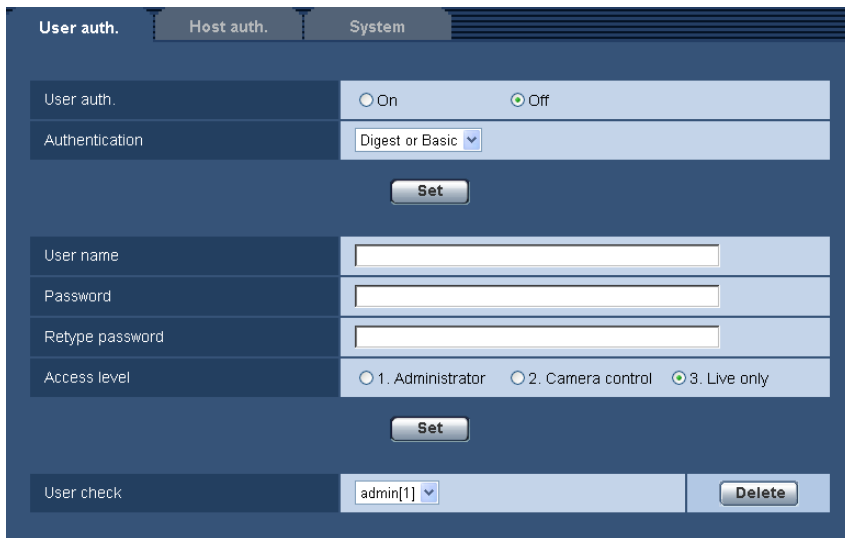 User auth. Host auth. System
User auth. On Off
Authentication Digest or Basic
Set
User name
Password
Retype password
Access level 1. Administrator 2. Camera control 3. Live only
Set
User check admin[1] Delete